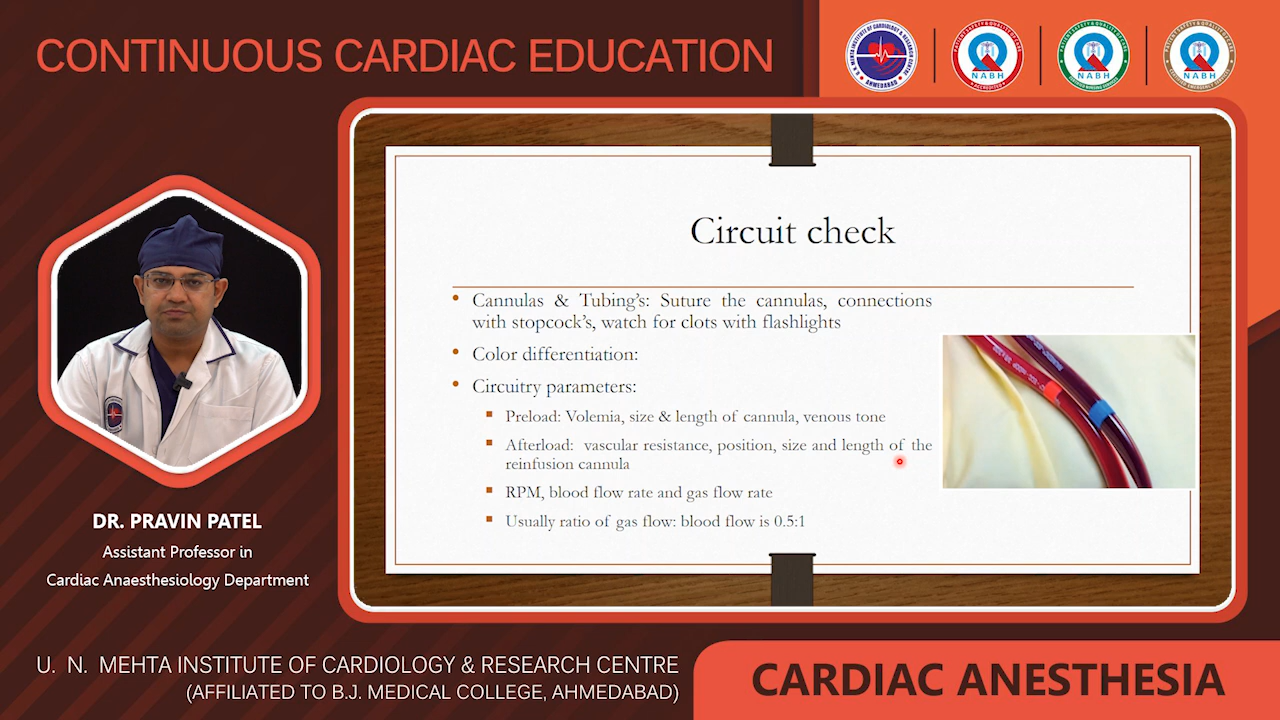 CONTINUOUS CARDIAC EDUCATION
NABH
NABH
NABH
AHMEDABAD
Circuit check
• Cannulas & Tubing's: Suture the cannulas, connections
with stopcock's, watch for clots with flashlights
• Color differentiation:
• Circuitry parameters:
Preload: Volemia, size & length of cannula, venous tone
Afterload: vascular resistance, position, size and length of the
reinfusion cannula
RPM, blood flow rate and gas flow rate
Usually ratio of gas flow: blood flow is 0.5:1
DR. PRAVIN PATEL
Assistant Professor in
Cardiac Anaesthesiology Department
U. N. MEHTA INSTITUTE OF CARDIOLOGY & RESEARCH CENTRE
(AFFILIATED TO B.J. MEDICAL COLLEGE, AHMEDABAD)
CARDIAC ANESTHESIA